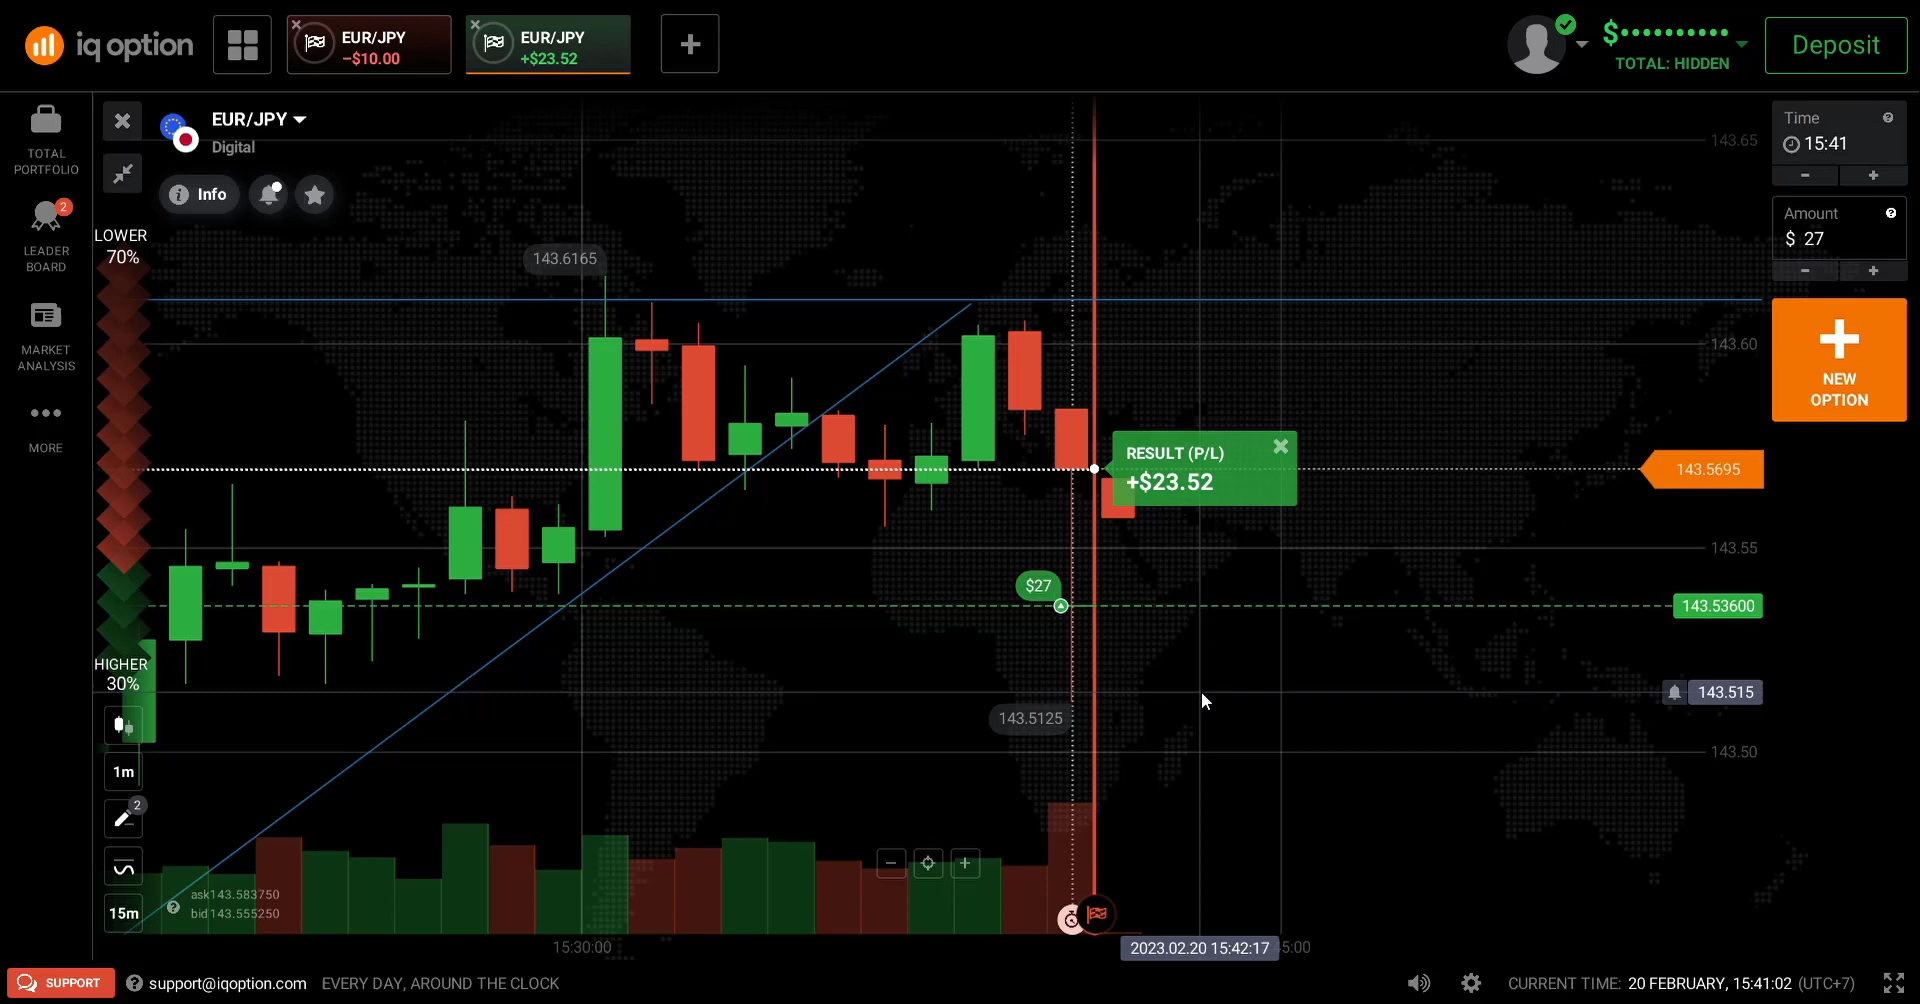 iq option
EUR/JPY
−$10.00
EUR/JPY
+$23.52
$••••••••••
TOTAL: HIDDEN
Deposit
TOTAL
PORTFOLIO
2
LEADER
BOARD
MARKET
ANALYSIS
MORE
EUR/JPY
Digital
Info
LOWER
70%
HIGHER
30%
1m
2
15m
ask143.583750
bid143.555250
143.6165
RESULT (P/L)
+$23.52
$27
143.5125
143.65
143.60
143.5695
143.55
143.53600
143.515
143.50
15:30:00
2023.02.20 15:42:17
45:00
Time
15:41
−
+
Amount
$ 27
−
+
NEW
OPTION
SUPPORT
support@iqoption.com
EVERY DAY, AROUND THE CLOCK
CURRENT TIME: 20 FEBRUARY, 15:41:02 (UTC+7)